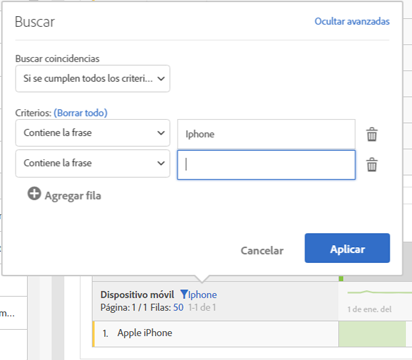 Buscar
Ocultar avanzadas
Buscar coincidencias
Si se cumplen todos los criteri...
Criterios: (Borrar todo)
Contiene la frase Iphone
Contiene la frase
Agregar fila
Cancelar Aplicar
Dispositivo móvil Iphone
Página: 1 / 1 Filas: 50 1-1 de 1
1 de ene. del
m...
1. Apple iPhone